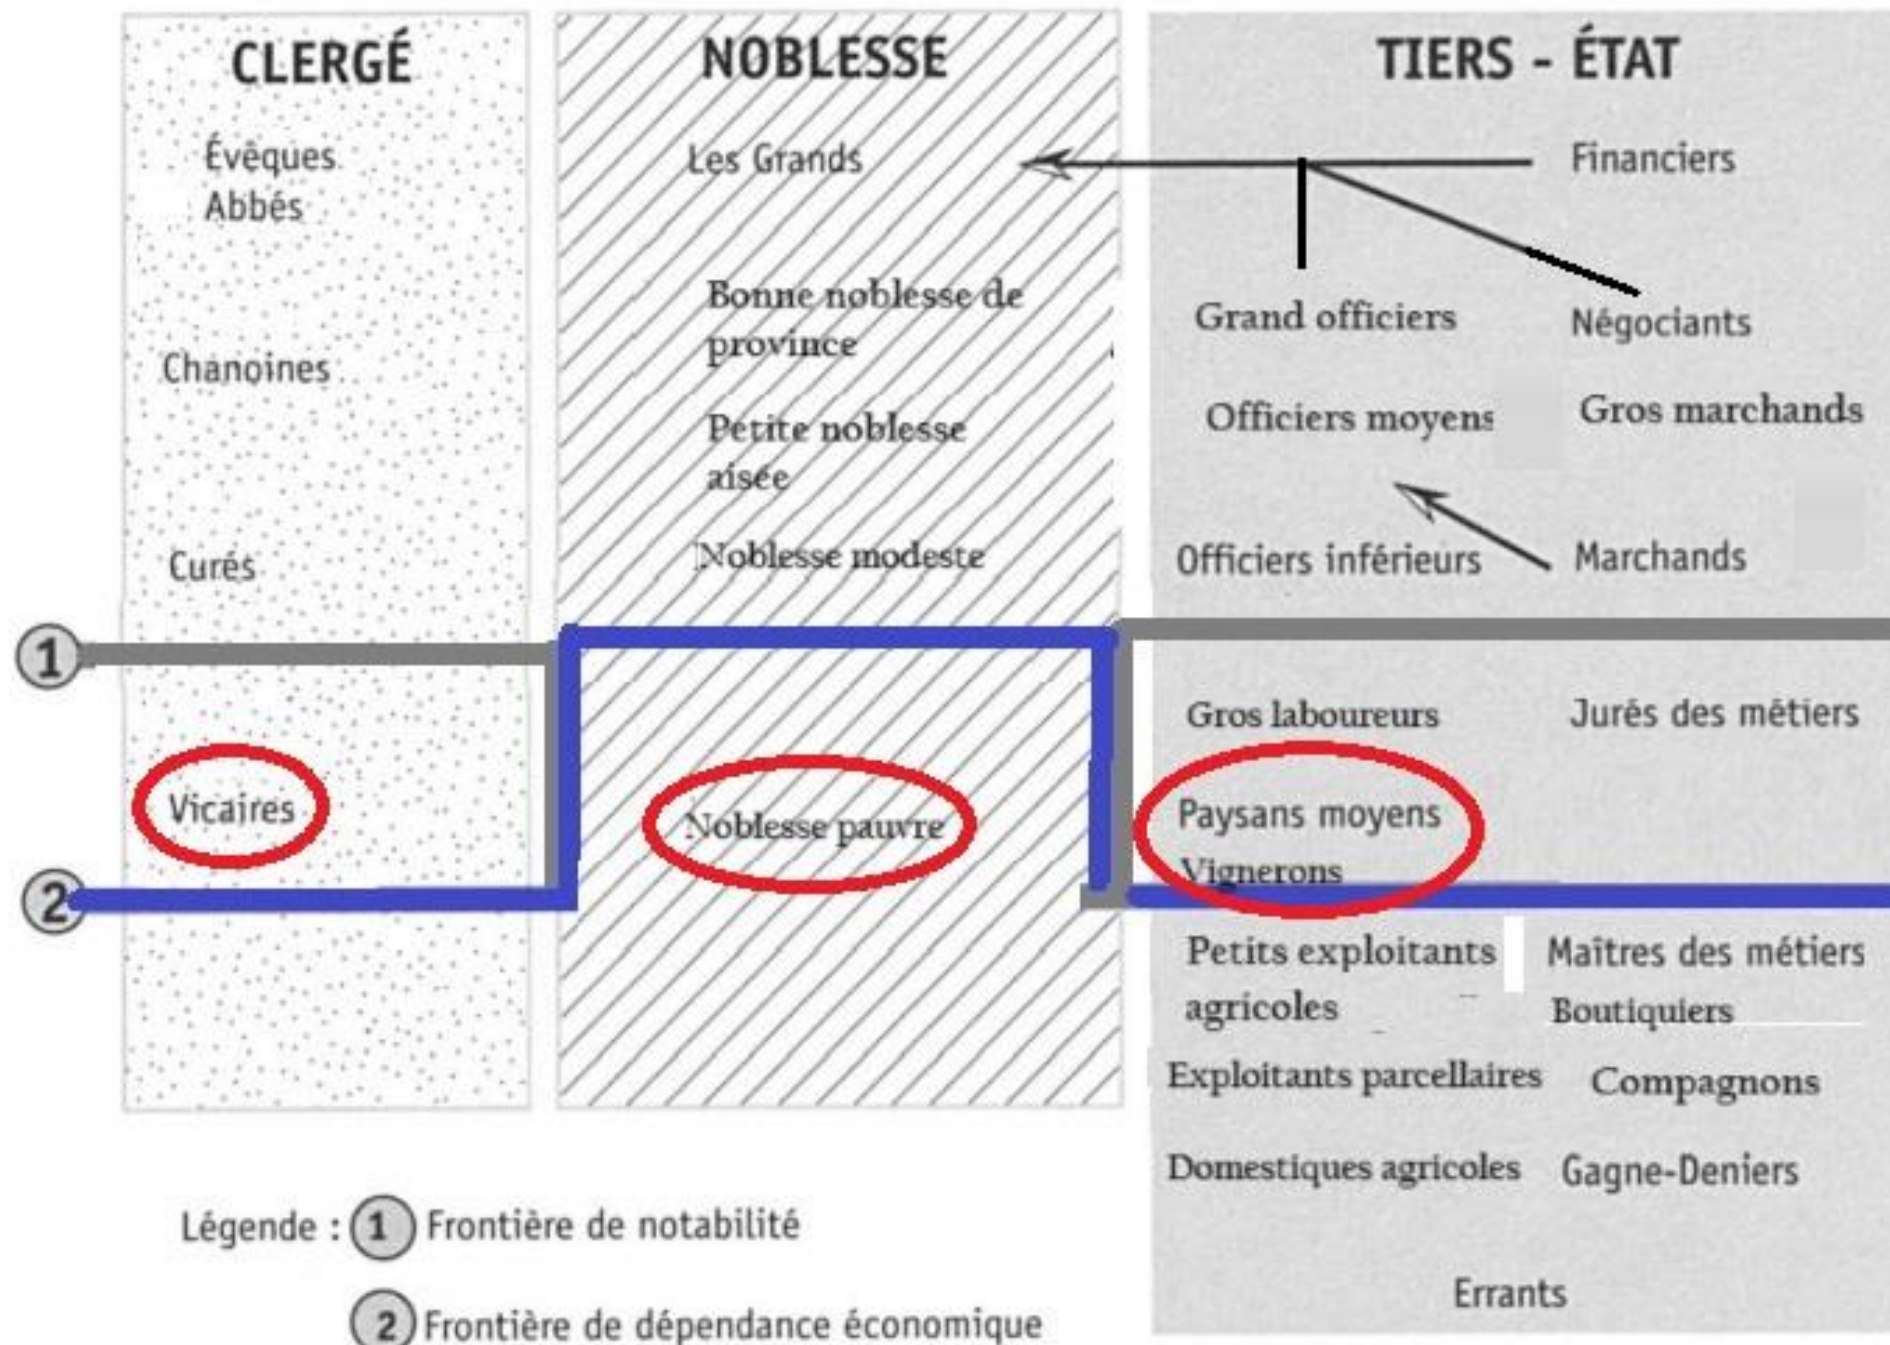 CLERGÉ
Évêques
Abbés
Chanoines
Curés
Vicaires
NOBLESSE
Les Grands
Bonne noblesse de
province
Petite noblesse
aisée
Noblesse modeste
Noblesse pauvre
TIERS - ÉTAT
Financiers
Grand officiers
Négociants
Officiers moyens
Gros marchands
Officiers inférieurs
Marchands
Gros laboureurs
Jurés des métiers
Paysans moyens
Vignerons
Petits exploitants
agricoles
Maîtres des métiers
Boutiquiers
Exploitants parcellaires
Compagnons
Domestiques agricoles
Gagne-Deniers
Errants
1
2
Légende : 1 Frontière de notabilité
2 Frontière de dépendance économique